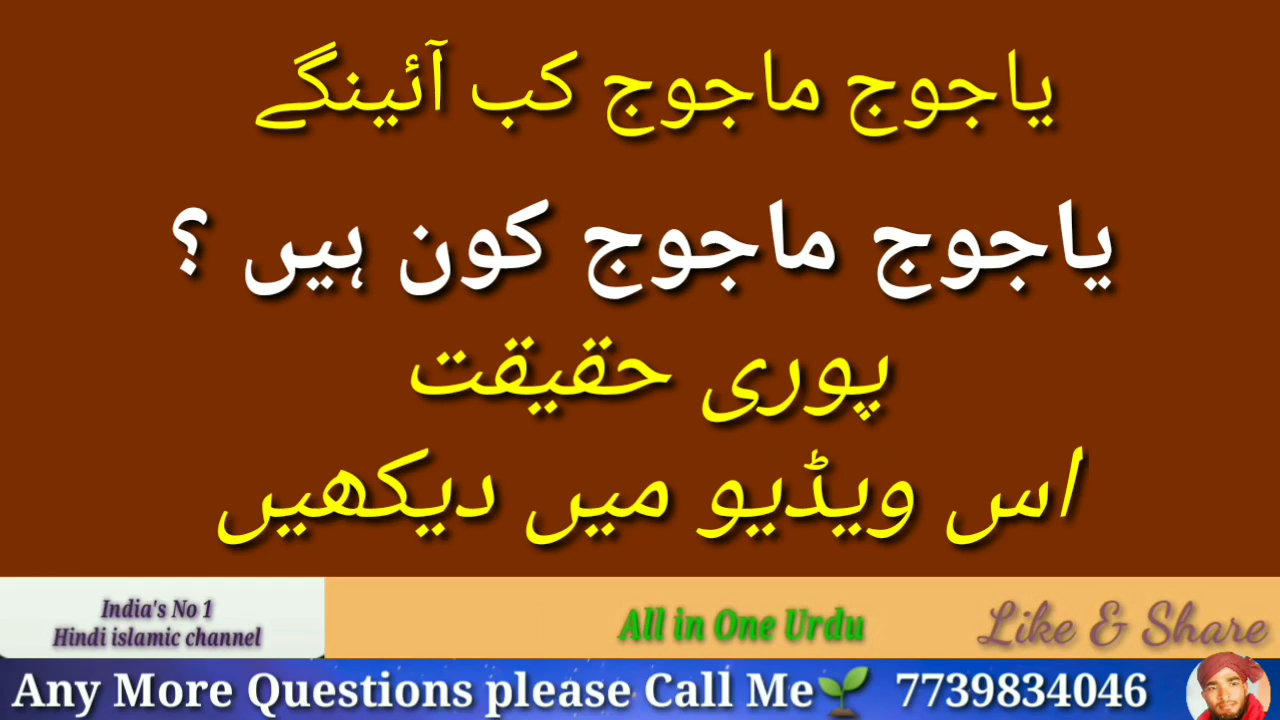 یاجوج ماجوج کب آئینگے
یاجوج ماجوج کون ہیں ؟
پوری حقیقت
اس ویڈیو میں دیکھیں
India's No 1
Hindi islamic channel
All in One Urdu
Like & Share
Any More Questions please Call Me🌱 7739834046